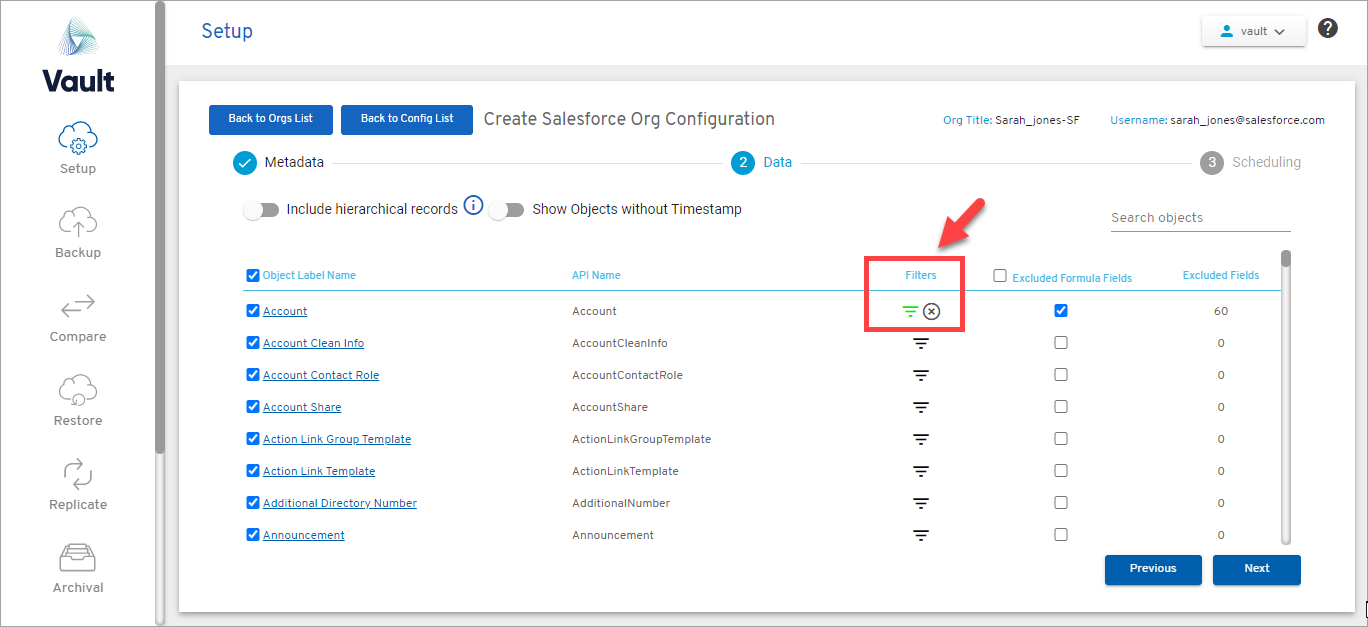 Vault
Setup
Backup
Compare
Restore
Replicate
Archival
Setup
vault
?
Back to Orgs List
Back to Config List
Create Salesforce Org Configuration
Org Title: Sarah_jones-SF
Username: sarah_jones@salesforce.com
Metadata
2 Data
3 Scheduling
Include hierarchical records i
Show Objects without Timestamp
Search objects
Object Label Name API Name Filters Excluded Formula Fields Excluded Fields
Account Account 60
Account Clean Info AccountCleanInfo 0
Account Contact Role AccountContactRole 0
Account Share AccountShare 0
Action Link Group Template ActionLinkGroupTemplate 0
Action Link Template ActionLinkTemplate 0
Additional Directory Number AdditionalNumber 0
Announcement Announcement 0
Previous
Next